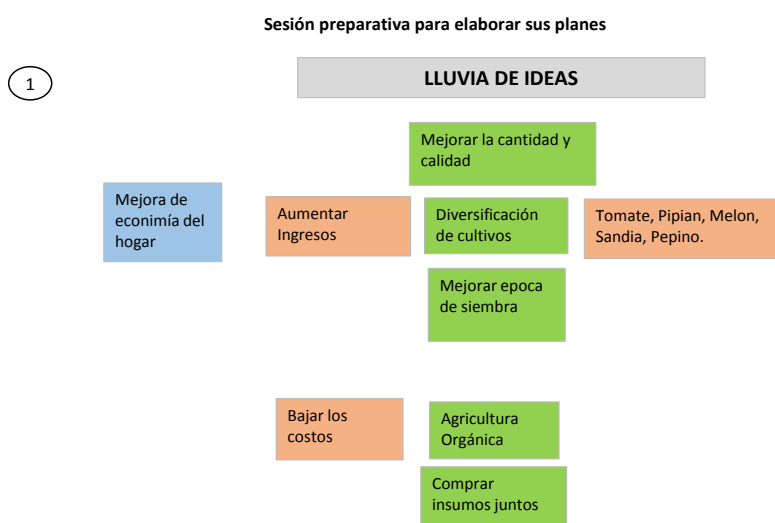 Sesión preparativa para elaborar sus planes
1
LLUVIA DE IDEAS
Mejorar la cantidad y
calidad
Mejora de
econimía del
hogar
Aumentar
Ingresos
Diversificación
de cultivos
Tomate, Pipian, Melon,
Sandia, Pepino.
Mejorar epoca
de siembra
Bajar los
costos
Agricultura
Orgánica
Comprar
insumos juntos